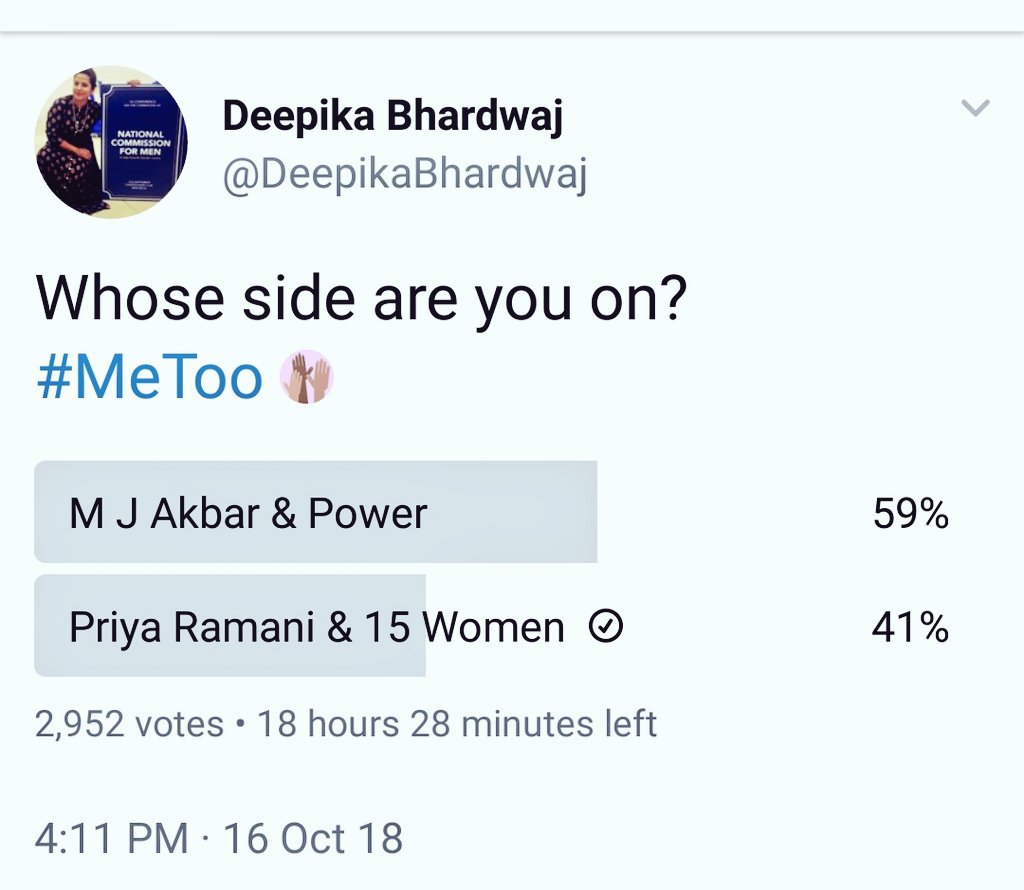 NATIONAL
COMMISSION
FOR MEN
Deepika Bhardwaj
@DeepikaBhardwaj
Whose side are you on?
#MeToo
M J Akbar & Power 59%
Priya Ramani & 15 Women 41%
2,952 votes • 18 hours 28 minutes left
4:11 PM · 16 Oct 18